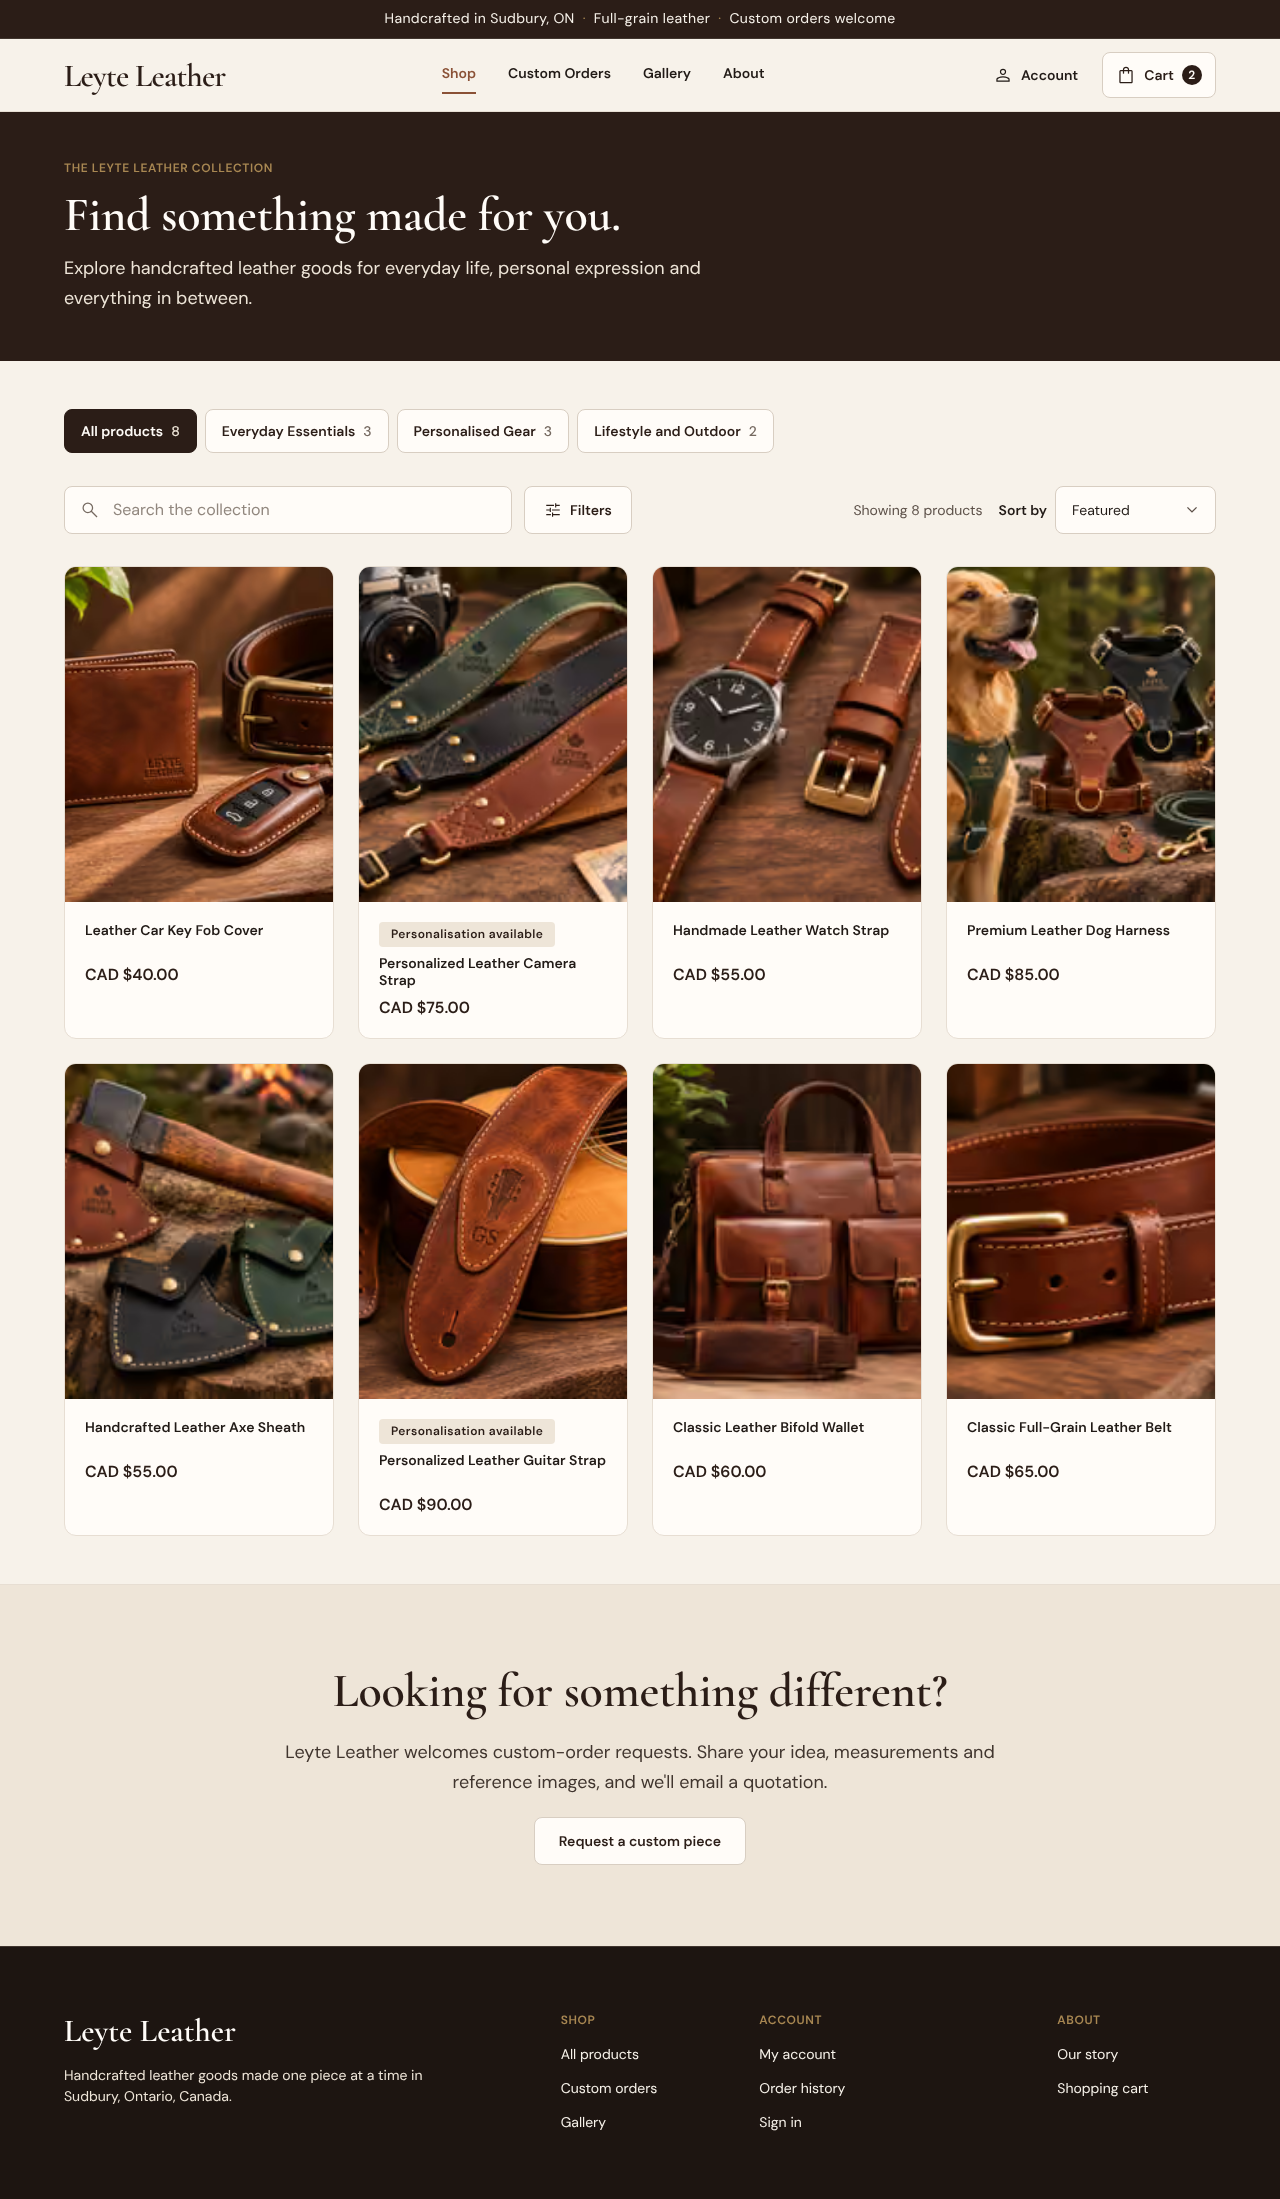 Handcrafted in Sudbury, ON · Full-grain leather · Custom orders welcome
Leyte Leather
Shop
Custom Orders
Gallery
About
Account
Cart 2
THE LEYTE LEATHER COLLECTION
Find something made for you.
Explore handcrafted leather goods for everyday life, personal expression and
everything in between.
All products 8
Everyday Essentials 3
Personalised Gear 3
Lifestyle and Outdoor 2
Search the collection
Filters
Showing 8 products
Sort by
Featured
LEYTE
LEATHER
Leather Car Key Fob Cover
CAD $40.00
Personalisation available
Personalized Leather Camera
Strap
CAD $75.00
Handmade Leather Watch Strap
CAD $55.00
Premium Leather Dog Harness
CAD $85.00
Handcrafted Leather Axe Sheath
CAD $55.00
GS
Personalisation available
Personalized Leather Guitar Strap
CAD $90.00
Classic Leather Bifold Wallet
CAD $60.00
Classic Full-Grain Leather Belt
CAD $65.00
Looking for something different?
Leyte Leather welcomes custom-order requests. Share your idea, measurements and
reference images, and we'll email a quotation.
Request a custom piece
Leyte Leather
Handcrafted leather goods made one piece at a time in
Sudbury, Ontario, Canada.
SHOP
All products
Custom orders
Gallery
ACCOUNT
My account
Order history
Sign in
ABOUT
Our story
Shopping cart